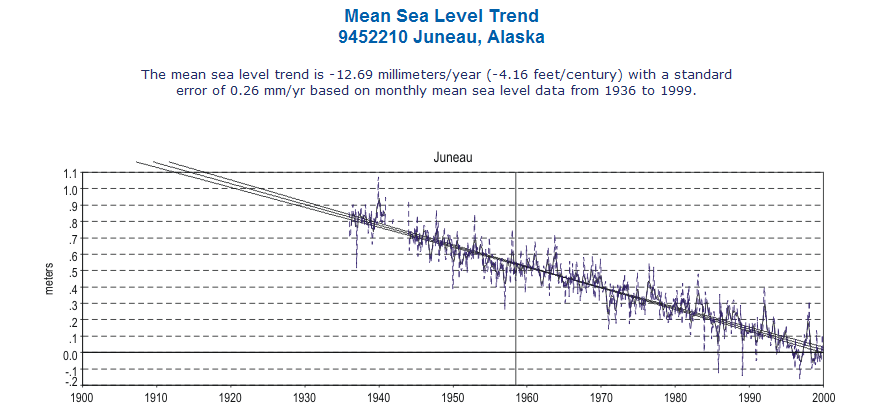 Mean Sea Level Trend
9452210 Juneau, Alaska
The mean sea level trend is -12.69 millimeters/year (-4.16 feet/century) with a standard
error of 0.26 mm/yr based on monthly mean sea level data from 1936 to 1999.
Juneau
1.1
1.0
.9
.8
.7
.6
.5
.4
.3
.2
.1
0.0
-.1
-.2
meters
1900 1910 1920 1930 1940 1950 1960 1970 1980 1990 2000